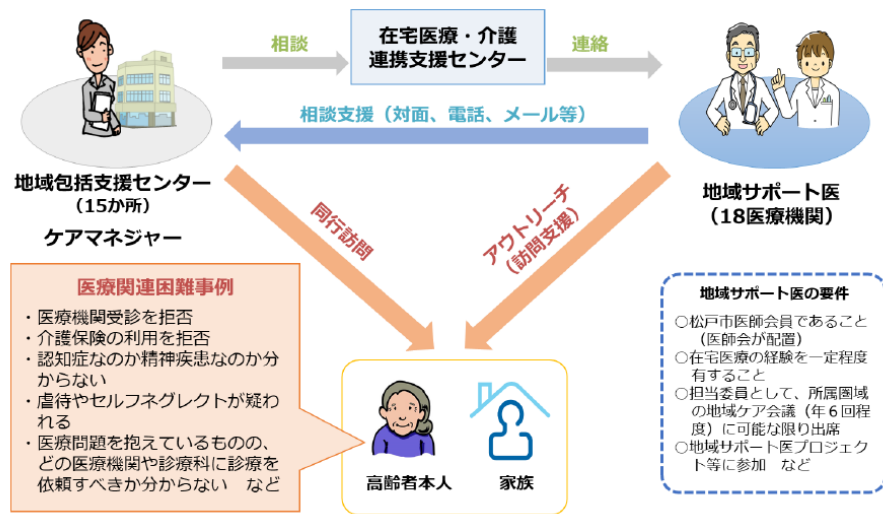 相談
在宅医療・介護
連携支援センター
連絡
相談支援（対面、電話、メール等）
地域包括支援センター
（15か所）
ケアマネジャー
地域サポート医
（18医療機関）
同行訪問
アウトリーチ
（訪問支援）
医療関連困難事例
・医療機関受診を拒否
・介護保険の利用を拒否
・認知症なのか精神疾患なのか分
からない
・虐待やセルフネグレクトが疑わ
れる
・医療問題を抱えているものの、
どの医療機関や診療科に診療を
依頼すべきか分からない　など
高齢者本人
家族
地域サポート医の要件
○松戸市医師会員であること
（医師会が配置）
○在宅医療の経験を一定程度
有すること
○担当委員として、所属圏域
の地域ケア会議（年６回程
度）に可能な限り出席
○地域サポート医プロジェク
ト等に参加　など